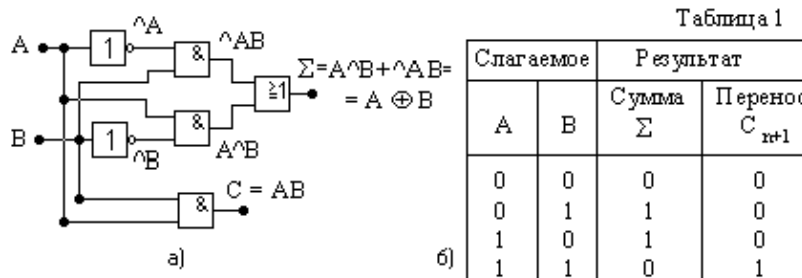 A
1
^A
&
^AB
≧1
Σ=A^B+^AB=
= A ⊕ B
B
1
^B
&
A^B
&
C = AB
а)
б)
Таблица 1
Слагаемое Результат
A B Сумма Σ Перенос C n+1
0 0 0 0
0 1 1 0
1 0 1 0
1 1 0 1